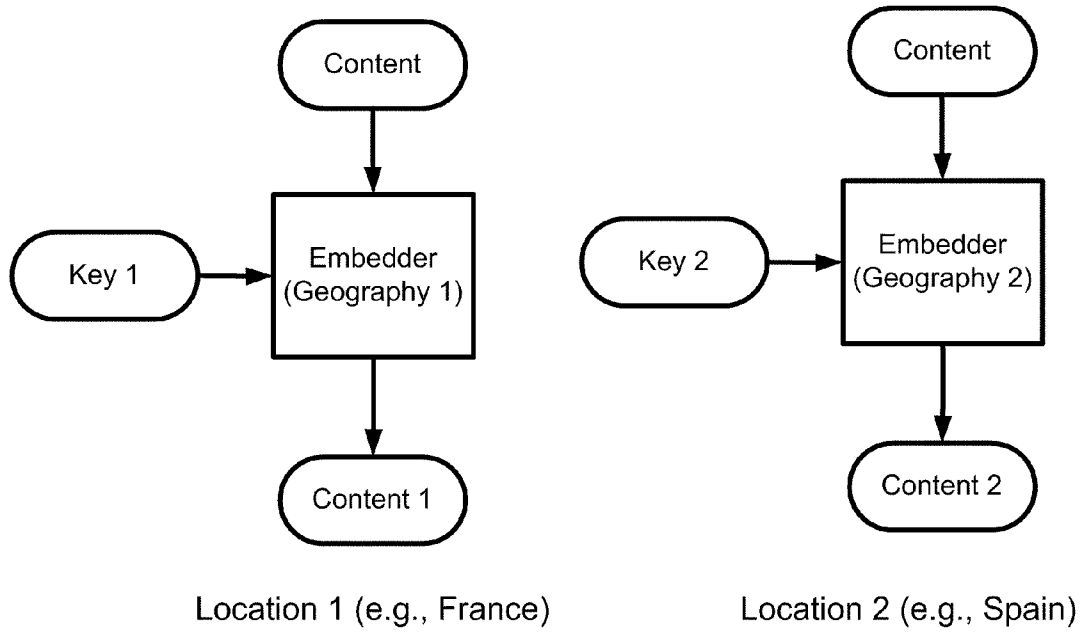 Content
Key 1
Embedder
(Geography 1)
Content 1
Location 1 (e.g., France)
Content
Key 2
Embedder
(Geography 2)
Content 2
Location 2 (e.g., Spain)